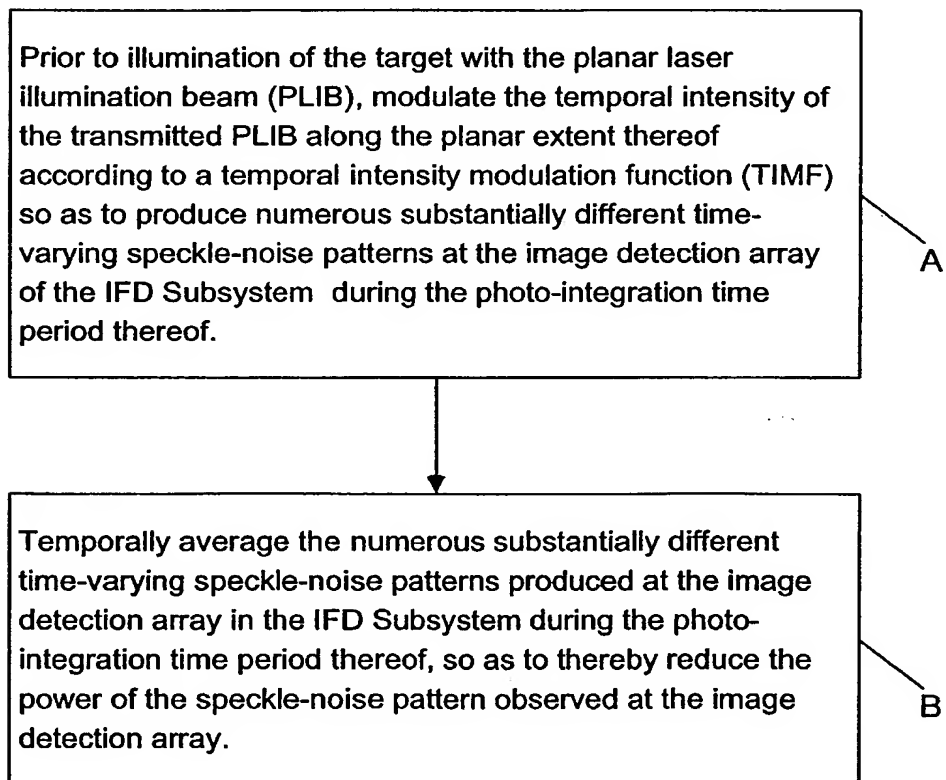 Prior to illumination of the target with the planar laser
illumination beam (PLIB), modulate the temporal intensity of
the transmitted PLIB along the planar extent thereof
according to a temporal intensity modulation function (TIMF)
so as to produce numerous substantially different time-
varying speckle-noise patterns at the image detection array
of the IFD Subsystem during the photo-integration time
period thereof.
A
Temporally average the numerous substantially different
time-varying speckle-noise patterns produced at the image
detection array in the IFD Subsystem during the photo-
integration time period thereof, so as to thereby reduce the
power of the speckle-noise pattern observed at the image
detection array.
B